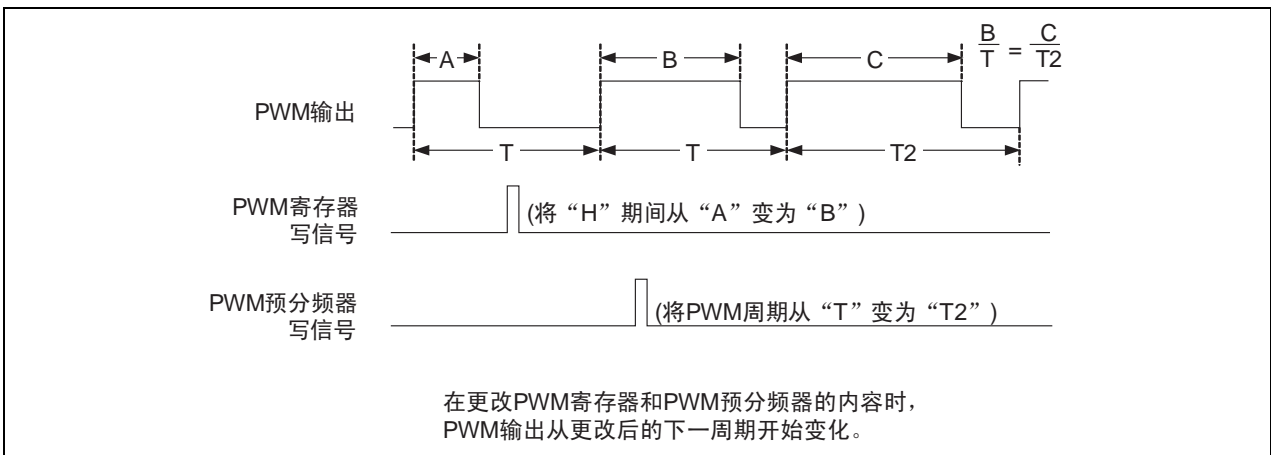 A
B
C
B/T = C/T2
PWM输出
T
T
T2
PWM寄存器
写信号
(将“H”期间从“A”变为“B”)
PWM预分频器
写信号
(将PWM周期从“T”变为“T2”)
在更改PWM寄存器和PWM预分频器的内容时，
PWM输出从更改后的下一周期开始变化。